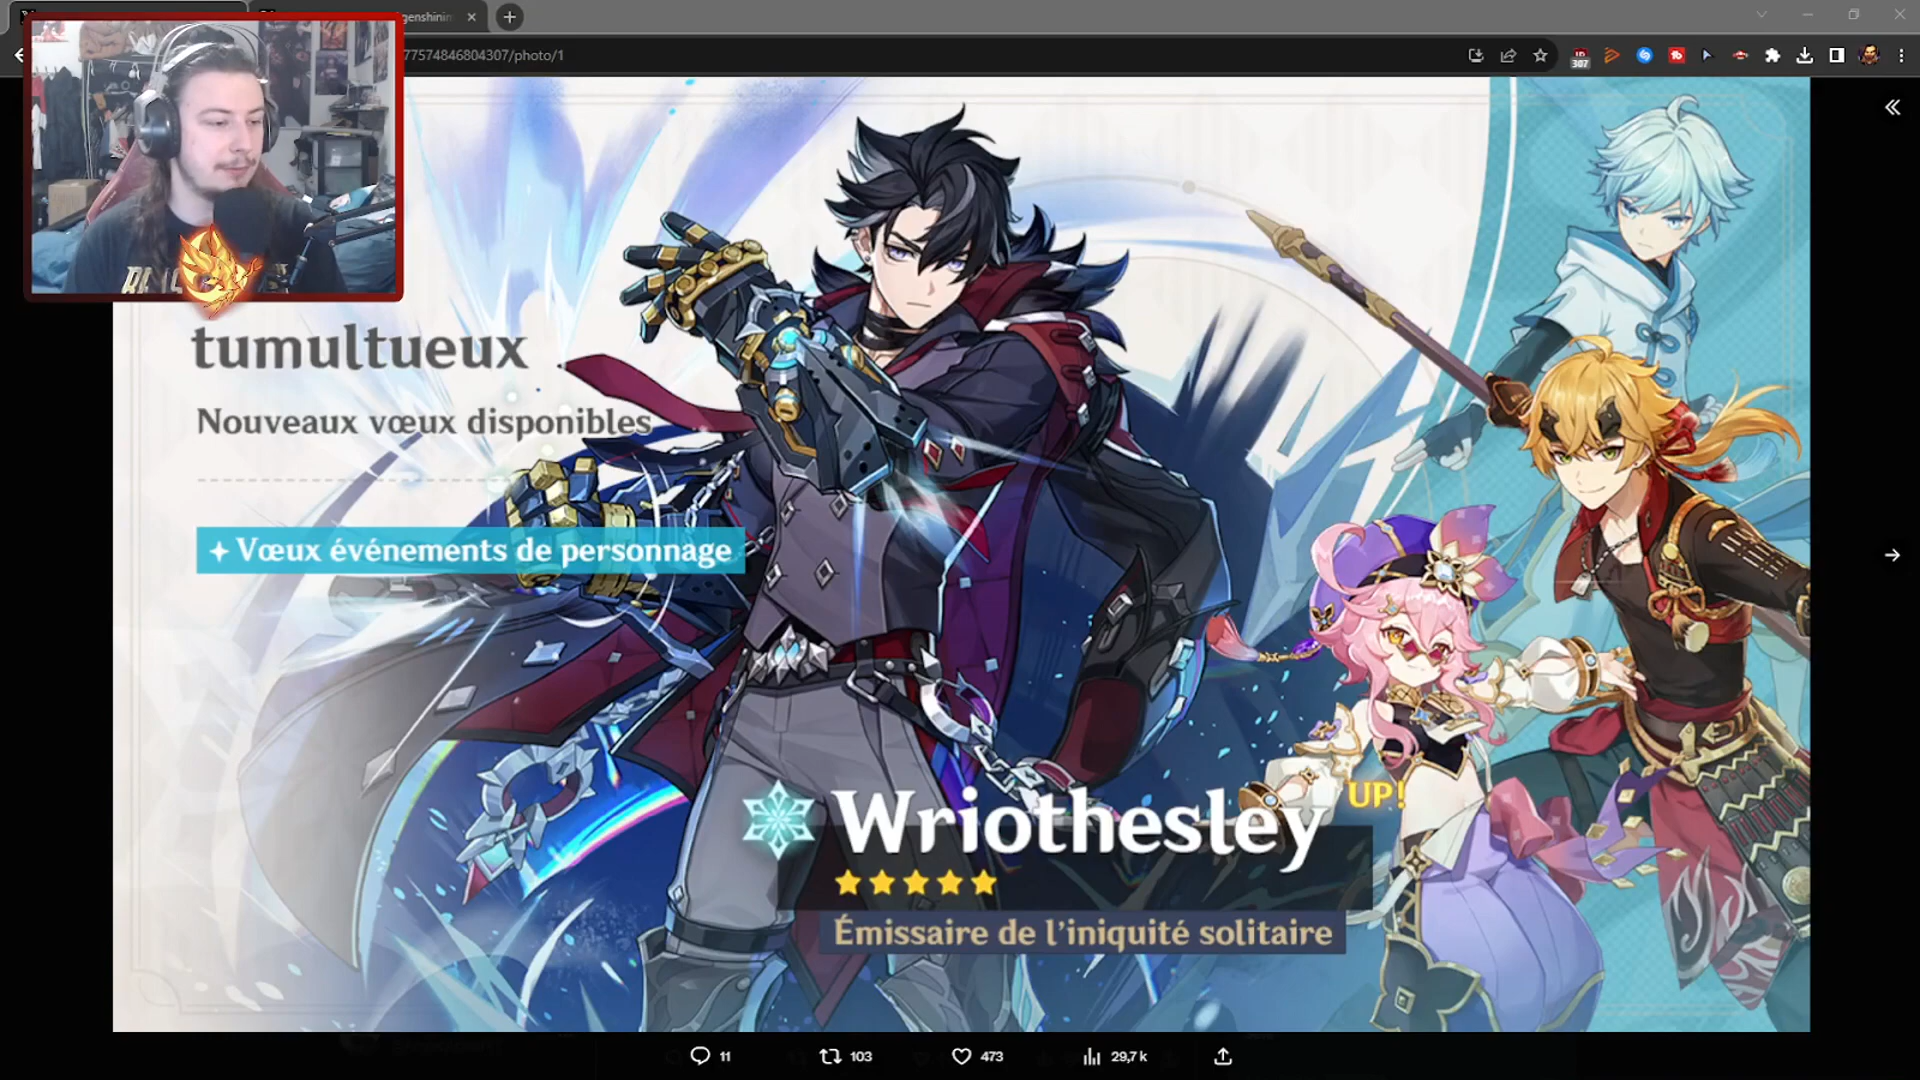 genshinin
307
77574846804307/photo/1
tumultueux
Nouveaux vœux disponibles
Vœux événements de personnage
UP!
Wriothesley
Émissaire de l'iniquité solitaire
11
103
473
29,7 k